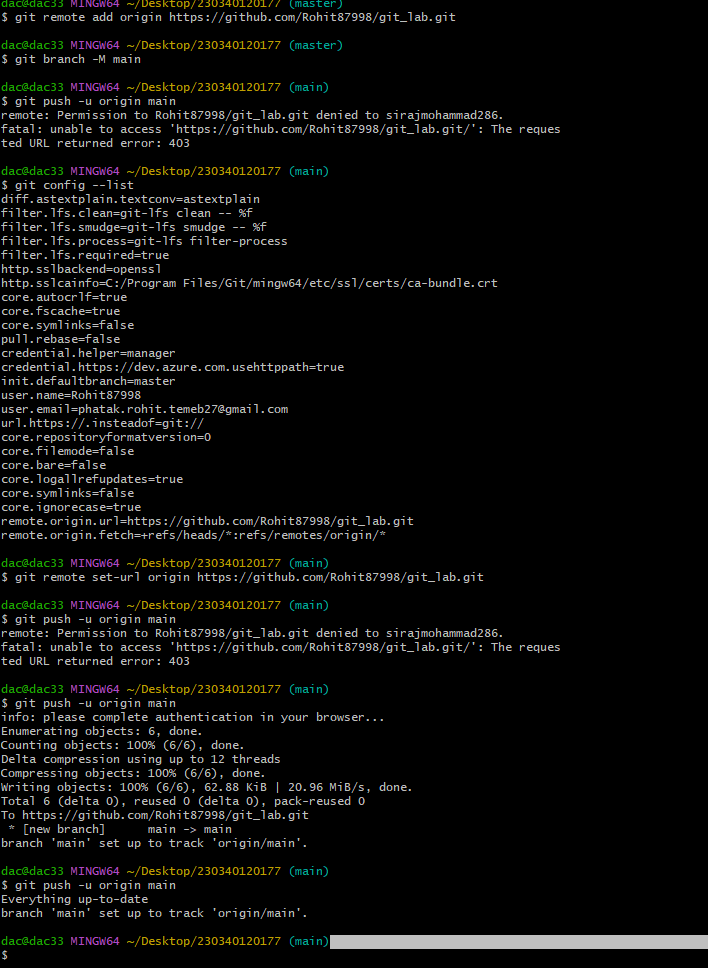 dac@dac33 MINGW64 ~/Desktop/230340120177 (master)
$ git remote add origin https://github.com/Rohit87998/git_lab.git
dac@dac33 MINGW64 ~/Desktop/230340120177 (master)
$ git branch -M main
dac@dac33 MINGW64 ~/Desktop/230340120177 (main)
$ git push -u origin main
remote: Permission to Rohit87998/git_lab.git denied to sirajmohammad286.
fatal: unable to access 'https://github.com/Rohit87998/git_lab.git/': The reques
ted URL returned error: 403
dac@dac33 MINGW64 ~/Desktop/230340120177 (main)
$ git config --list
diff.astextplain.textconv=astextplain
filter.lfs.clean=git-lfs clean -- %f
filter.lfs.smudge=git-lfs smudge -- %f
filter.lfs.process=git-lfs filter-process
filter.lfs.required=true
http.sslbackend=openssl
http.sslcainfo=C:/Program Files/Git/mingw64/etc/ssl/certs/ca-bundle.crt
core.autocrlf=true
core.fscache=true
core.symlinks=false
pull.rebase=false
credential.helper=manager
credential.https://dev.azure.com.usehttppath=true
init.defaultbranch=master
user.name=Rohit87998
user.email=phatak.rohit.temeb27@gmail.com
url.https://.insteadof=git://
core.repositoryformatversion=0
core.filemode=false
core.bare=false
core.logallrefupdates=true
core.symlinks=false
core.ignorecase=true
remote.origin.url=https://github.com/Rohit87998/git_lab.git
remote.origin.fetch=+refs/heads/*:refs/remotes/origin/*
dac@dac33 MINGW64 ~/Desktop/230340120177 (main)
$ git remote set-url origin https://github.com/Rohit87998/git_lab.git
dac@dac33 MINGW64 ~/Desktop/230340120177 (main)
$ git push -u origin main
remote: Permission to Rohit87998/git_lab.git denied to sirajmohammad286.
fatal: unable to access 'https://github.com/Rohit87998/git_lab.git/': The reques
ted URL returned error: 403
dac@dac33 MINGW64 ~/Desktop/230340120177 (main)
$ git push -u origin main
info: please complete authentication in your browser...
Enumerating objects: 6, done.
Counting objects: 100% (6/6), done.
Delta compression using up to 12 threads
Compressing objects: 100% (6/6), done.
Writing objects: 100% (6/6), 62.88 KiB | 20.96 MiB/s, done.
Total 6 (delta 0), reused 0 (delta 0), pack-reused 0
To https://github.com/Rohit87998/git_lab.git
 * [new branch]      main -> main
branch 'main' set up to track 'origin/main'.
dac@dac33 MINGW64 ~/Desktop/230340120177 (main)
$ git push -u origin main
Everything up-to-date
branch 'main' set up to track 'origin/main'.
dac@dac33 MINGW64 ~/Desktop/230340120177 (main)
$